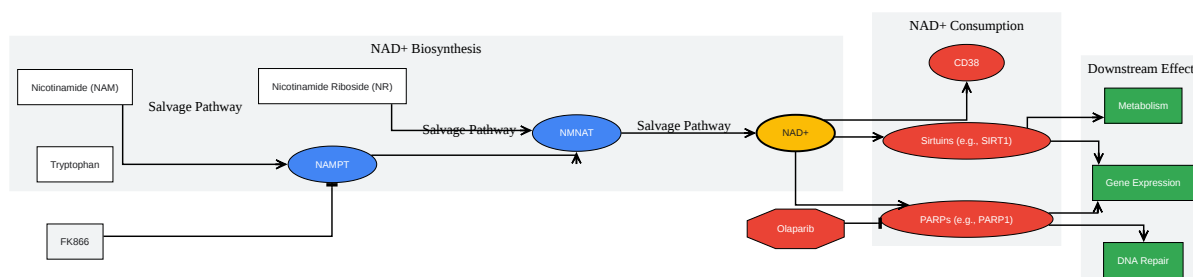 NAD+ Consumption
NAD+ Biosynthesis
CD38
Downstream Effect
Nicotinamide (NAM)
Nicotinamide Riboside (NR)
Salvage Pathway
Metabolism
Salvage Pathway
NMNAT
Salvage Pathway
NAD+
Sirtuins (e.g., SIRT1)
Tryptophan
NAMPT
Gene Expression
FK866
Olaparib
PARPs (e.g., PARP1)
DNA Repair